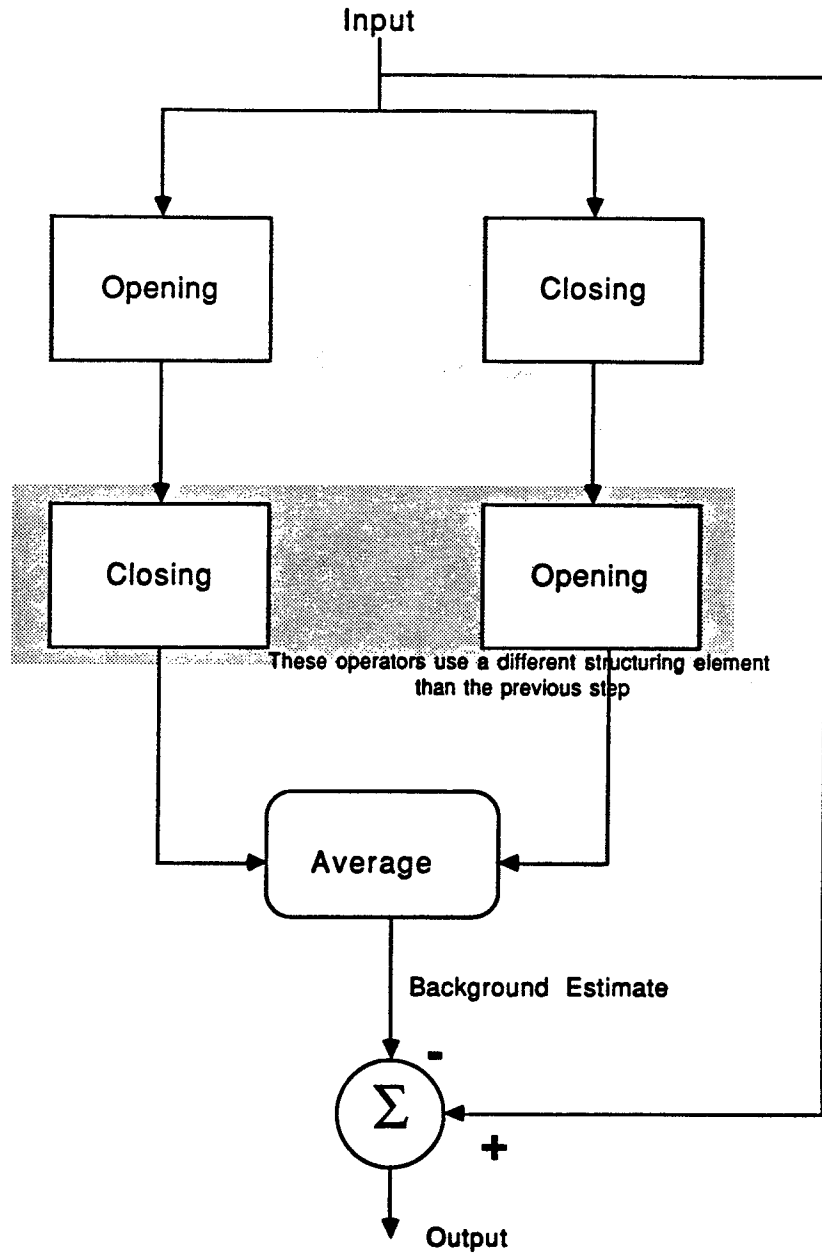 Input
Opening
Closing
Closing
Opening
These operators use a different structuring element
than the previous step
Average
Background Estimate
-
Σ
+
Output